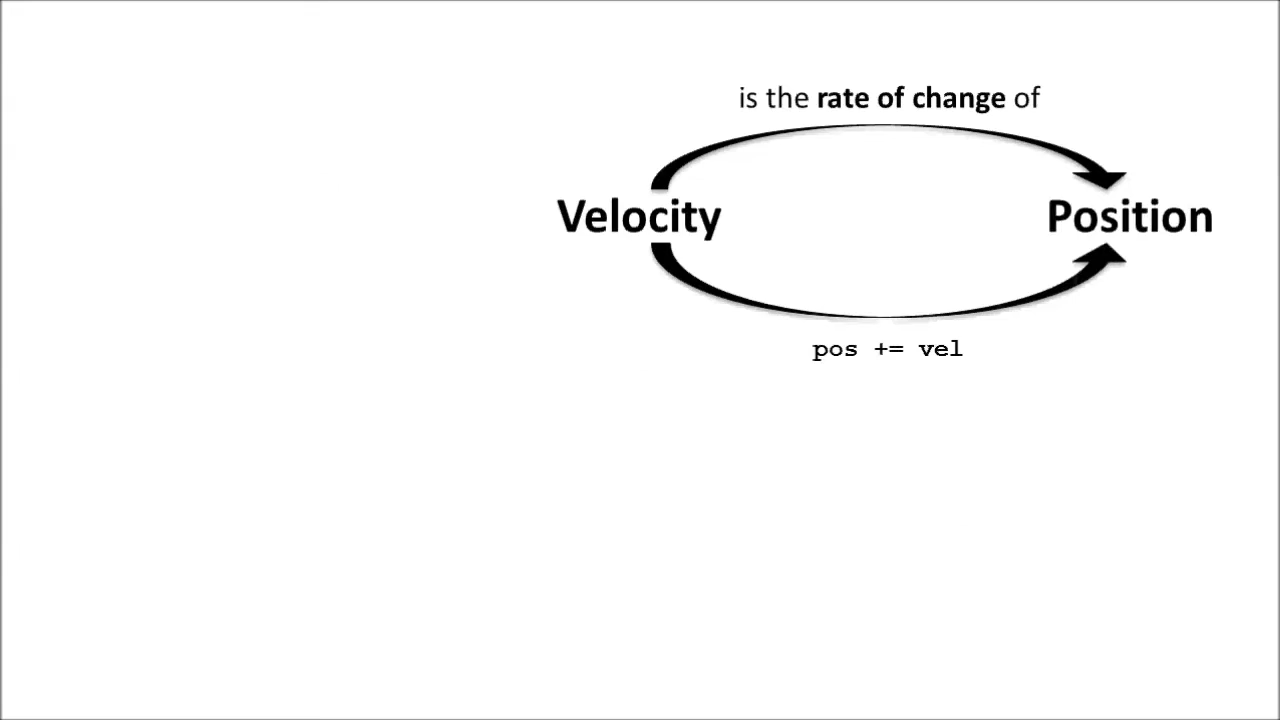 is the rate of change of
Velocity Position
pos += vel